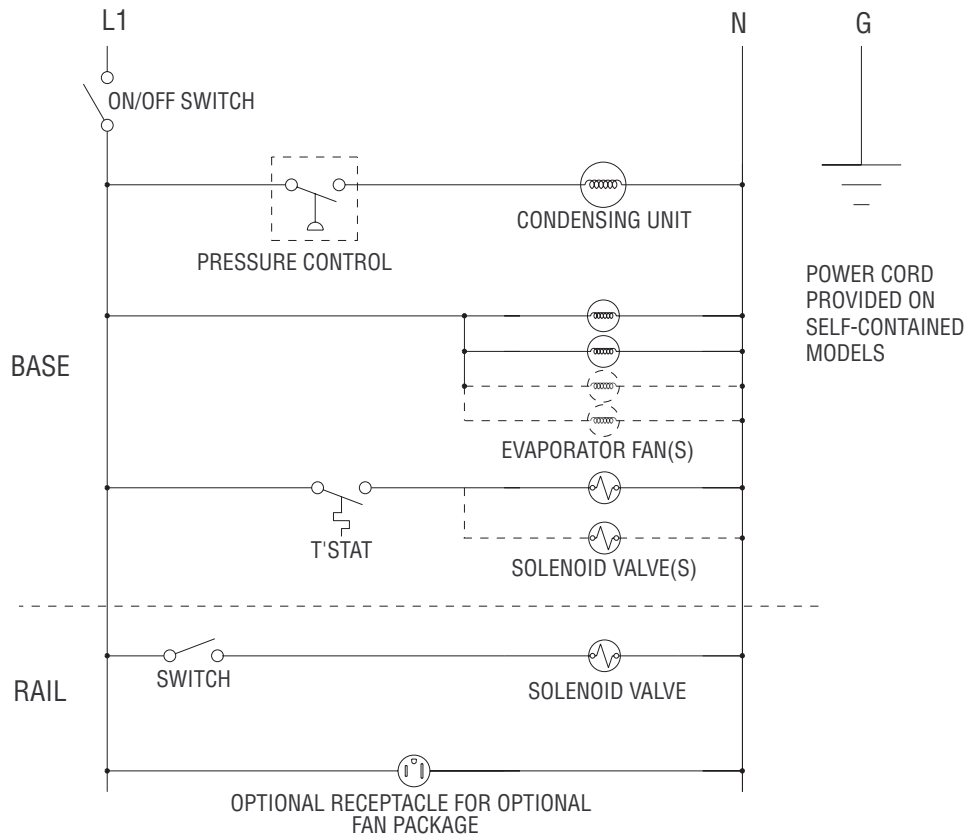 L1
N
G
ON/OFF SWITCH
PRESSURE CONTROL
CONDENSING UNIT
POWER CORD
PROVIDED ON
SELF-CONTAINED
MODELS
BASE
EVAPORATOR FAN(S)
T'STAT
SOLENOID VALVE(S)
RAIL
SWITCH
SOLENOID VALVE
OPTIONAL RECEPTACLE FOR OPTIONAL
FAN PACKAGE